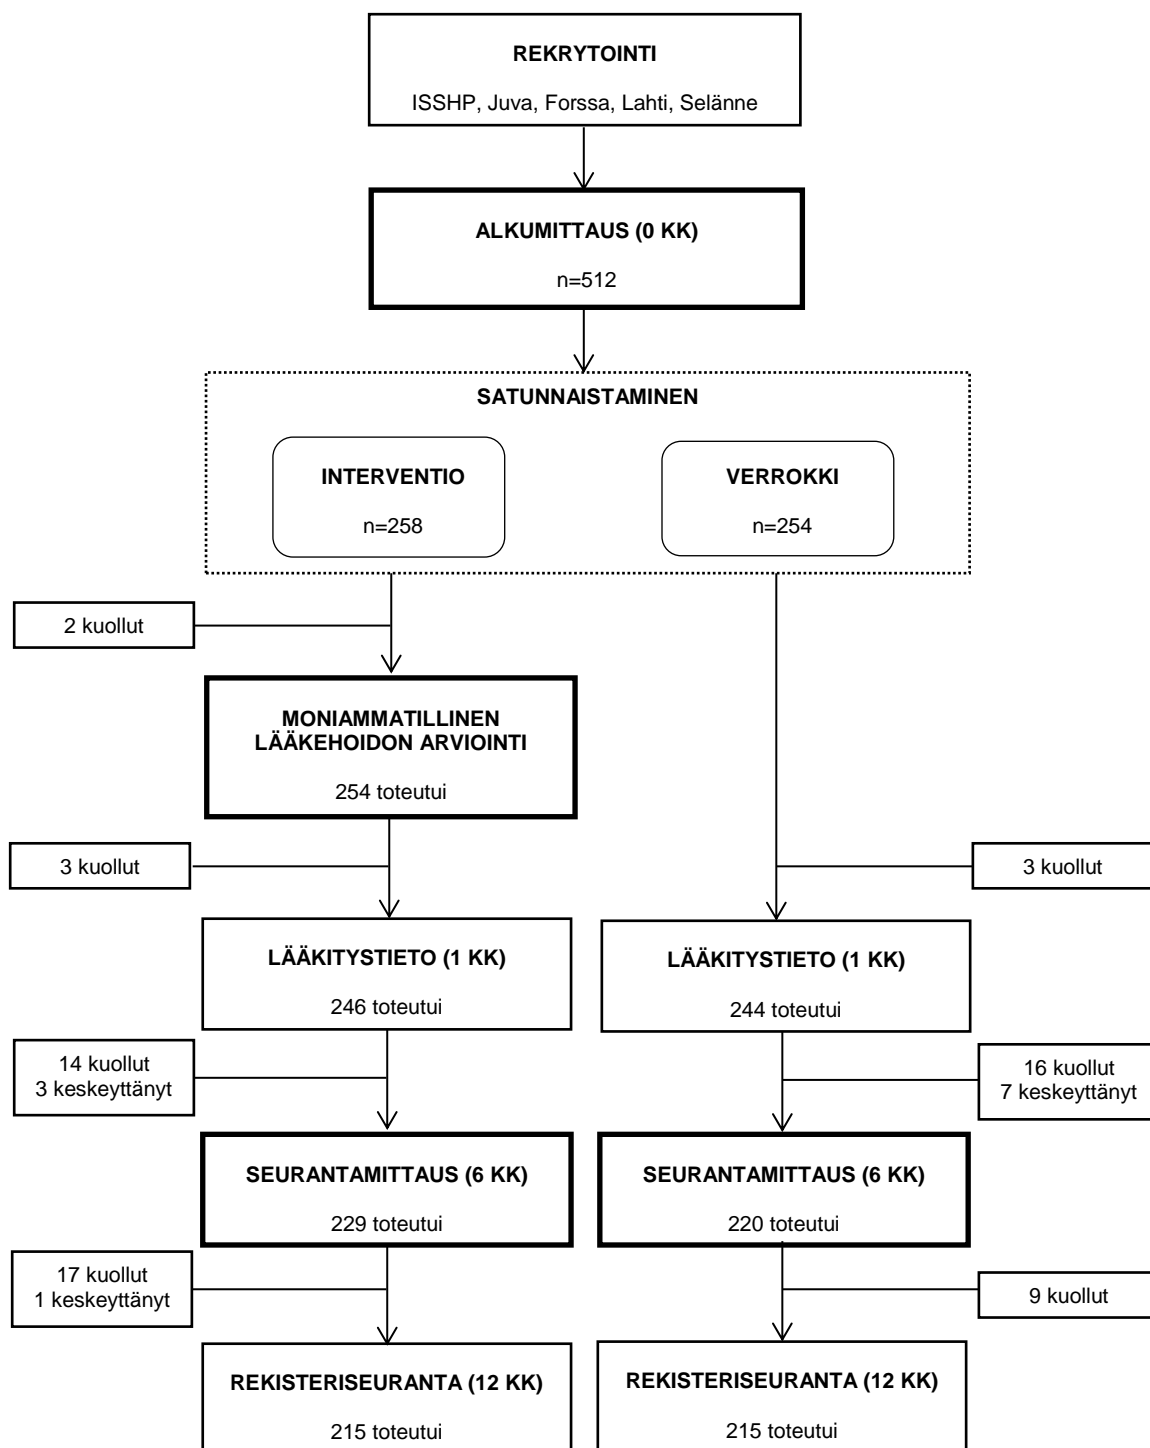 REKRYTOINTI
ISSHP, Juva, Forssa, Lahti, Selänne
ALKUMITTAUS (0 KK)
n=512
SATUNNAISTAMINEN
INTERVENTIO
n=258
VERROKKI
n=254
2 kuollut
MONIAMMATILLINEN
LÄÄKEHOIDON ARVIOINTI
254 toteutui
3 kuollut
3 kuollut
LÄÄKITYSTIETO (1 KK)
246 toteutui
LÄÄKITYSTIETO (1 KK)
244 toteutui
14 kuollut
3 keskeyttänyt
16 kuollut
7 keskeyttänyt
SEURANTAMITTAUS (6 KK)
229 toteutui
SEURANTAMITTAUS (6 KK)
220 toteutui
17 kuollut
1 keskeyttänyt
9 kuollut
REKISTERISEURANTA (12 KK)
215 toteutui
REKISTERISEURANTA (12 KK)
215 toteutui